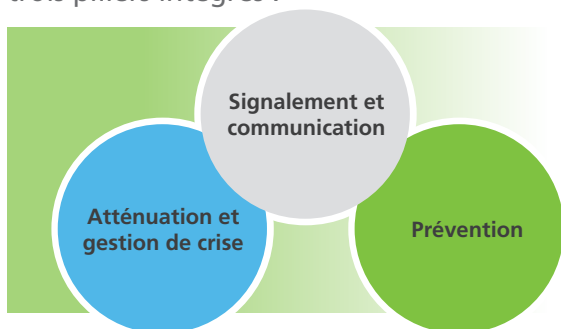 trois piliers intégrés :
Signalement et
communication
Atténuation et
gestion de crise
Prévention